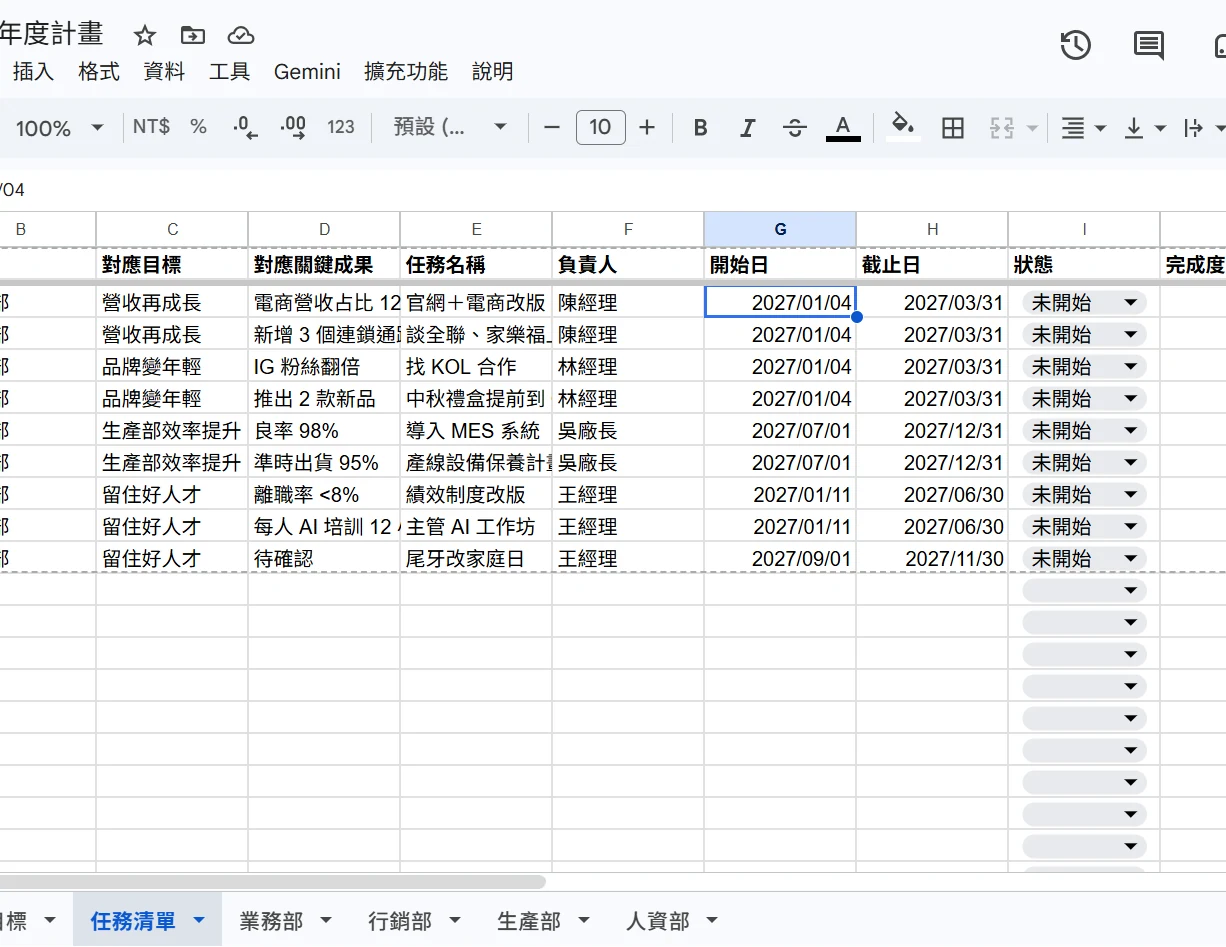 年度計畫
插入 格式 資料 工具 Gemini 擴充功能 說明
100% NT$ % .0 .00 123 預設 (... 10 B I A
/04
B C D E F G H I
對應目標 對應關鍵成果 任務名稱 負責人 開始日 截止日 狀態 完成度
部 營收再成長 電商營收占比 12 官網＋電商改版 陳經理 2027/01/04 2027/03/31 未開始
部 營收再成長 新增 3 個連鎖通 談全聯、家樂福 陳經理 2027/01/04 2027/03/31 未開始
部 品牌變年輕 IG 粉絲翻倍 找 KOL 合作 林經理 2027/01/04 2027/03/31 未開始
部 品牌變年輕 推出 2 款新品 中秋禮盒提前到 林經理 2027/01/04 2027/03/31 未開始
部 生產部效率提升 良率 98% 導入 MES 系統 吳廠長 2027/07/01 2027/12/31 未開始
部 生產部效率提升 準時出貨 95% 產線設備保養計 吳廠長 2027/07/01 2027/12/31 未開始
部 留住好人才 離職率 <8% 績效制度改版 王經理 2027/01/11 2027/06/30 未開始
部 留住好人才 每人 AI 培訓 12 主管 AI 工作坊 王經理 2027/01/11 2027/06/30 未開始
部 留住好人才 待確認 尾牙改家庭日 王經理 2027/09/01 2027/11/30 未開始
目標 任務清單 業務部 行銷部 生產部 人資部